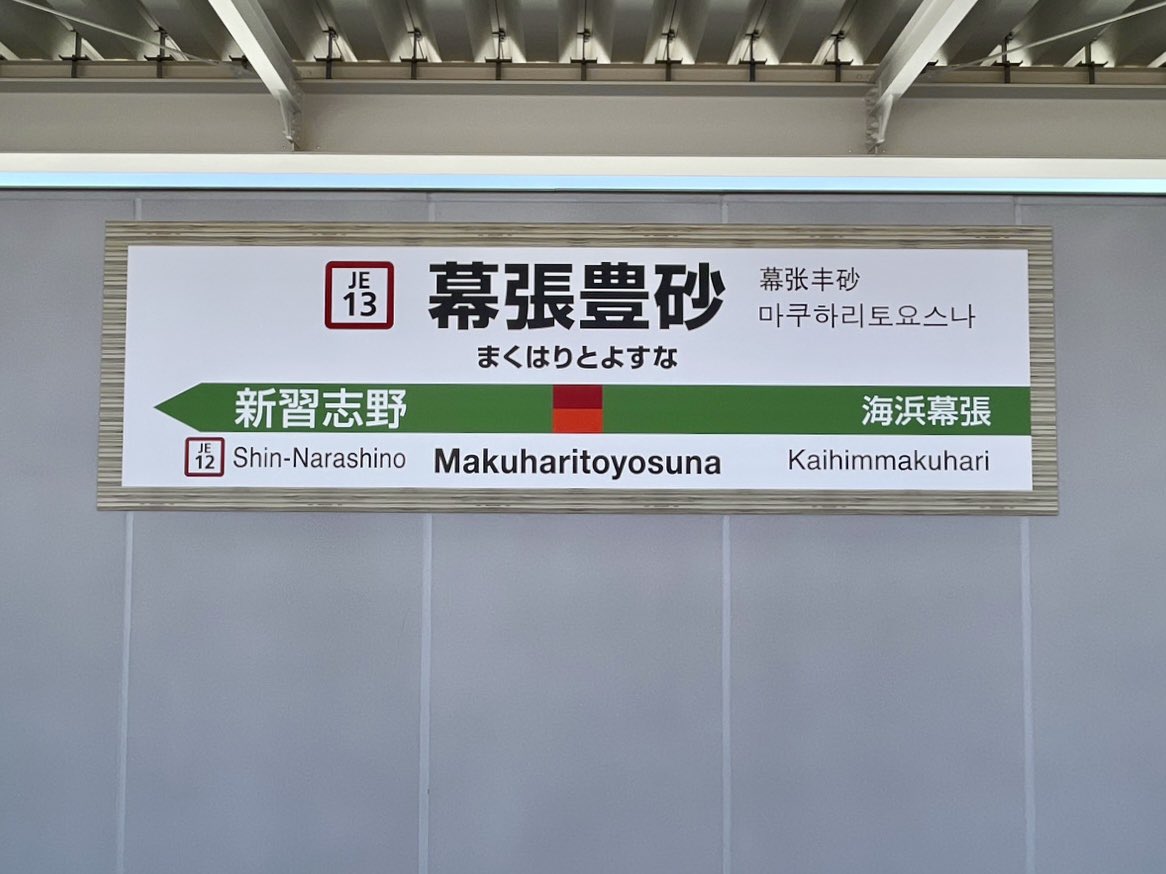 JE
13
幕張豊砂
幕张丰砂
마쿠하리토요스나
まくはりとよすな
新習志野
海浜幕張
JE
12
Shin-Narashino
Makuharitoyosuna
Kaihimmakuhari